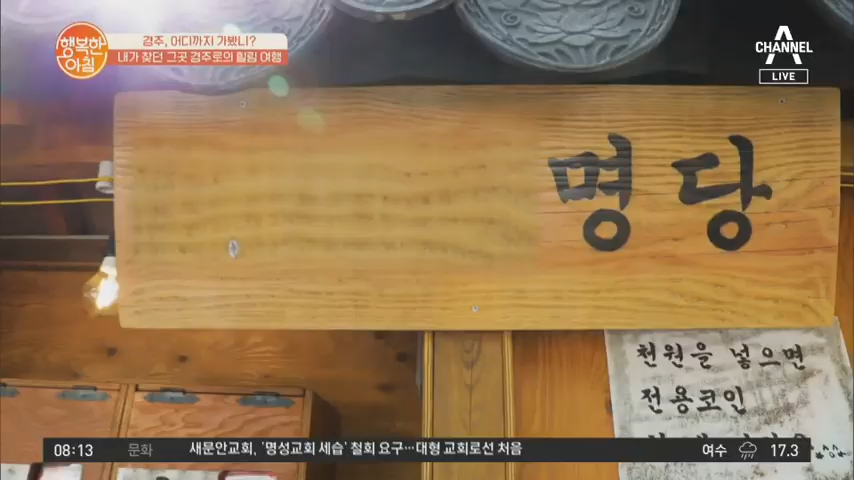 행복한
아침
경주, 어디까지 가봤니?
내가 찾던 그곳 경주로의 힐링 여행
CHANNEL
LIVE
명당
천원을 넣으면
전용코인
08:13 문화 새문안교회, '명성교회 세습' 철회 요구…대형 교회로선 처음 여수 17.3